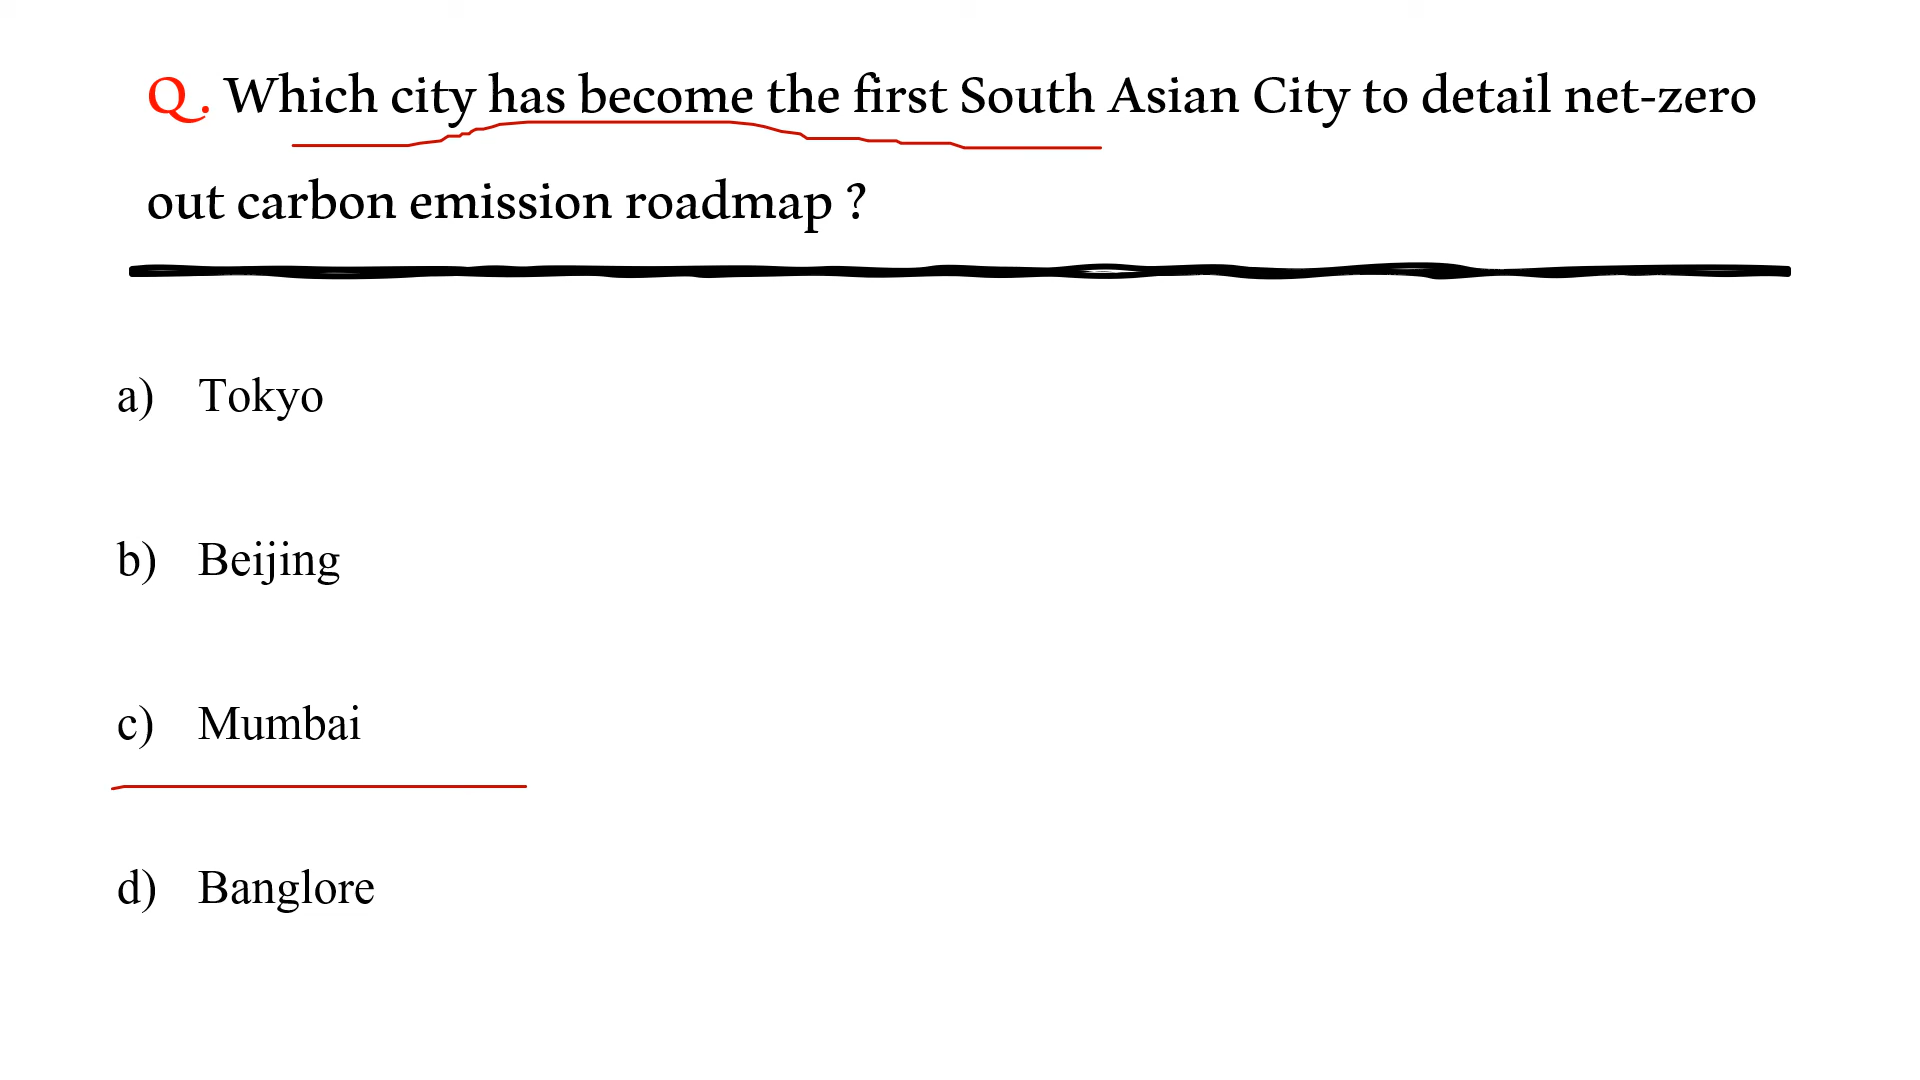 Q. Which city has become the first South Asian City to detail net-zero
out carbon emission roadmap ?
a) Tokyo
b) Beijing
c) Mumbai
d) Banglore